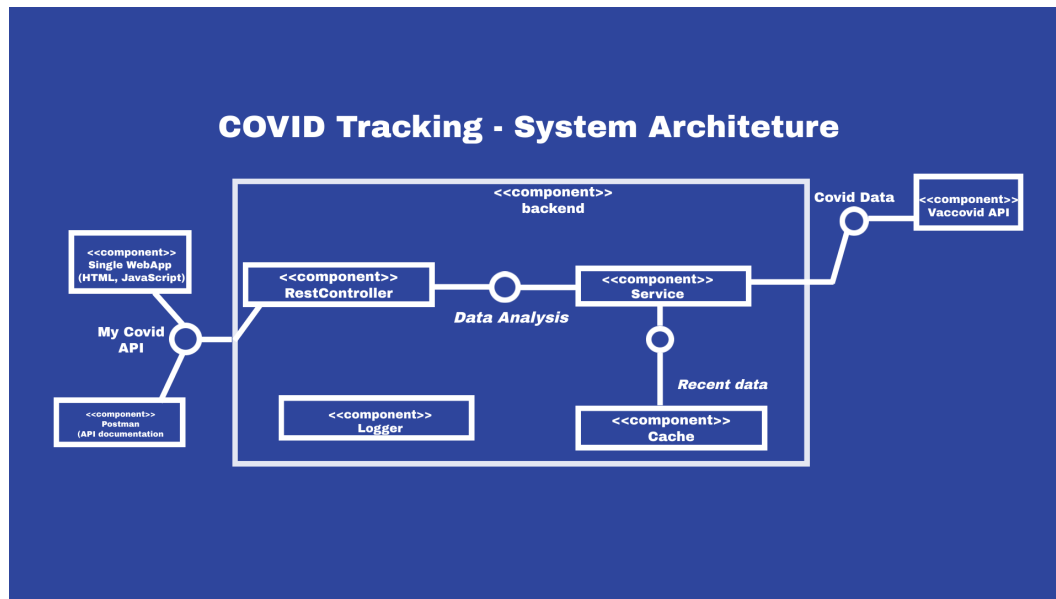 COVID Tracking - System Architeture
<<component>>
backend
Covid Data
<<component>>
Vaccovid API
<<component>>
Single WebApp
(HTML, JavaScript)
<<component>>
RestController
<<component>>
Service
Data Analysis
My Covid
API
Recent data
<<component>>
Postman
(API documentation
<<component>>
Logger
<<component>>
Cache